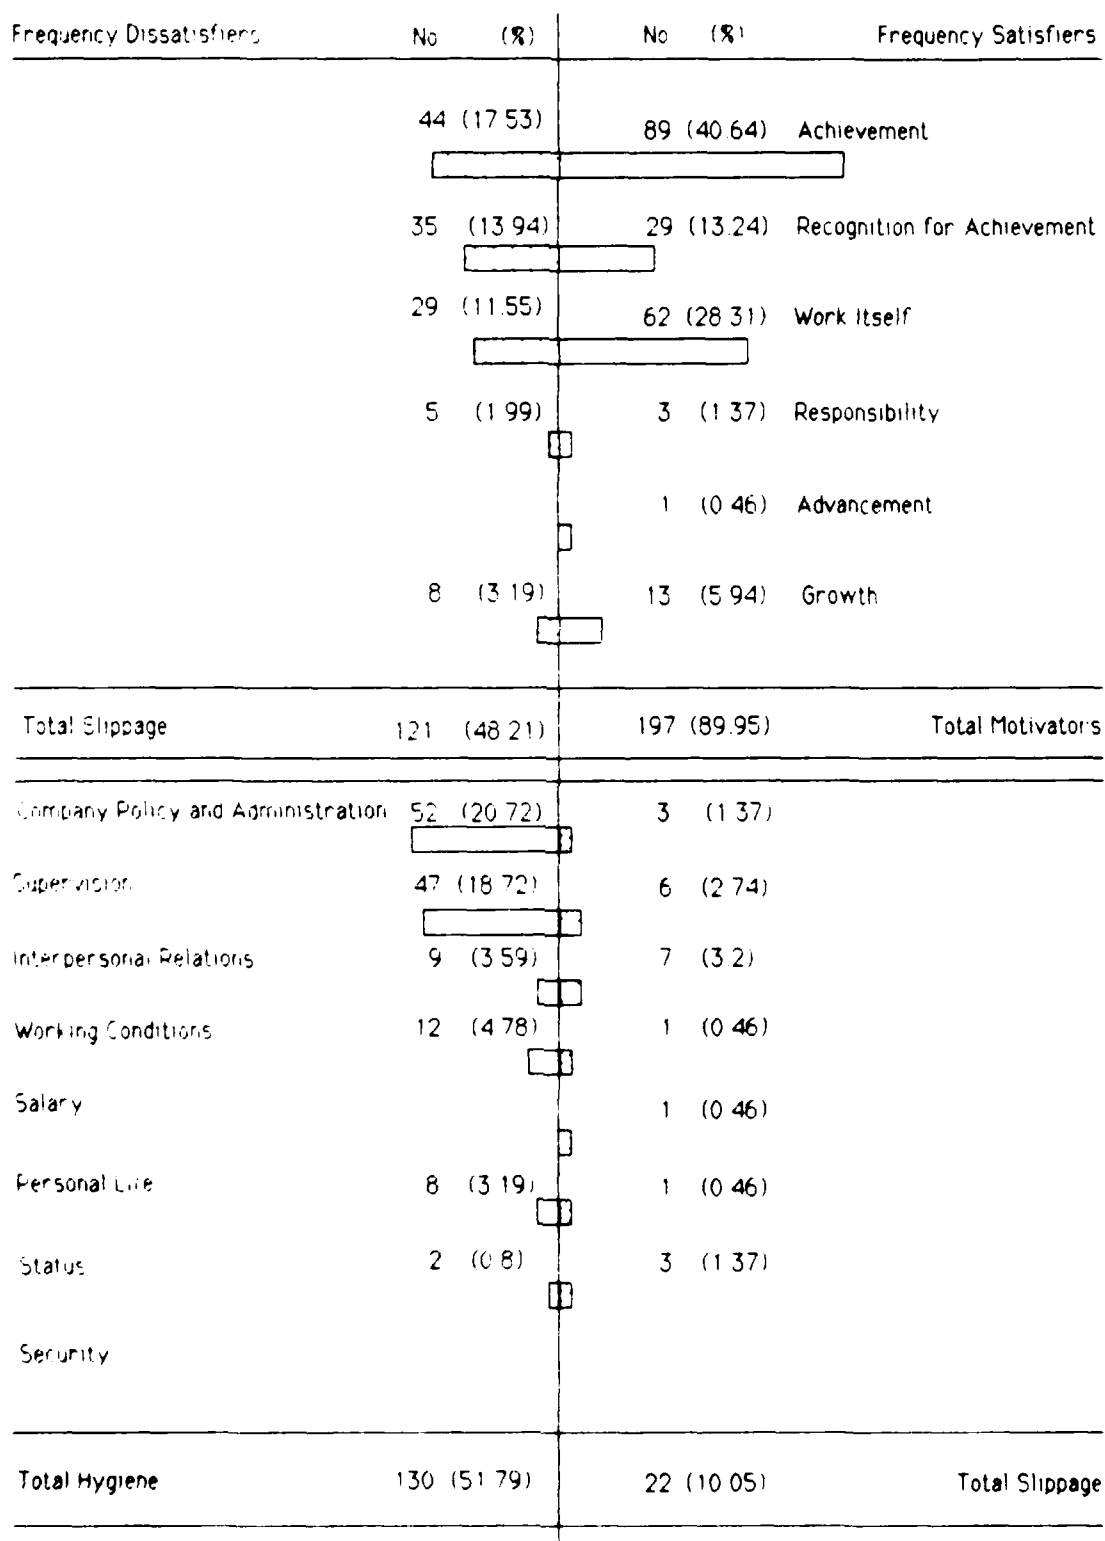 Frequency Dissatisfiers No (%) No (%) Frequency Satisfiers
44 (17.53) 89 (40.64) Achievement
35 (13.94) 29 (13.24) Recognition for Achievement
29 (11.55) 62 (28.31) Work Itself
5 (1.99) 3 (1.37) Responsibility
1 (0.46) Advancement
8 (3.19) 13 (5.94) Growth
Total Slippage 121 (48.21) 197 (89.95) Total Motivators
Company Policy and Administration 52 (20.72) 3 (1.37)
Supervision 47 (18.72) 6 (2.74)
Interpersonal Relations 9 (3.59) 7 (3.2)
Working Conditions 12 (4.78) 1 (0.46)
Salary 1 (0.46)
Personal Life 8 (3.19) 1 (0.46)
Status 2 (0.8) 3 (1.37)
Security
Total Hygiene 130 (51.79) 22 (10.05) Total Slippage